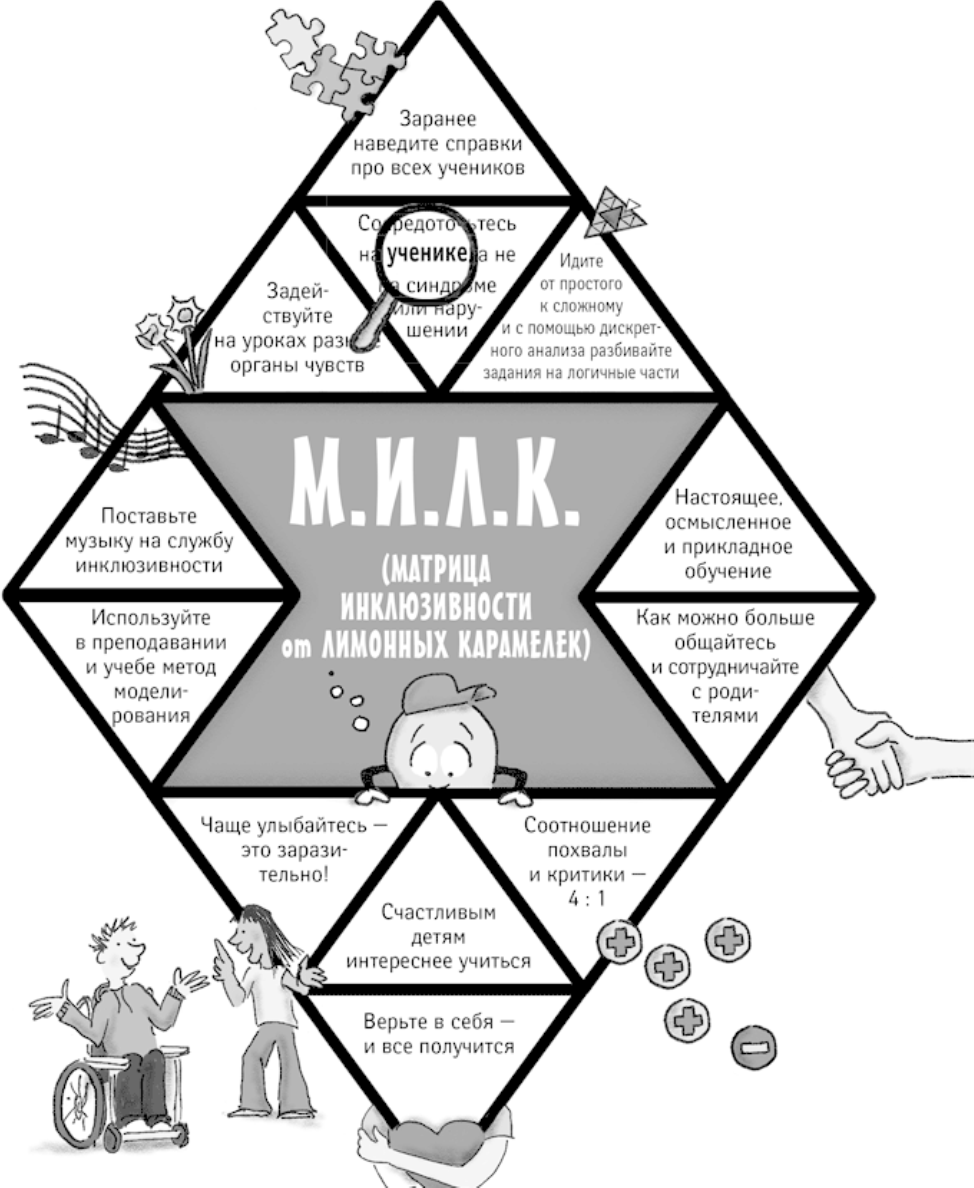 Заранее
наведите справки
про всех учеников
Сосредоточьтесь
на ученике, а не
на синдроме
или нару-
шении
Задей-
ствуйте
на уроках разные
органы чувств
Идите
от простого
к сложному
и с помощью дискрет-
ного анализа разбивайте
задания на логичные части
М.И.Л.К.
(МАТРИЦА
ИНКЛЮЗИВНОСТИ
от ЛИМОННЫХ КАРАМЕЛЕК)
Поставьте
музыку на службу
инклюзивности
Настоящее,
осмысленное
и прикладное
обучение
Используйте
в преподавании
и учебе метод
модели-
рования
Как можно больше
общайтесь
и сотрудничайте
с роди-
телями
Чаще улыбайтесь –
это зарази-
тельно!
Соотношение
похвалы
и критики –
4 : 1
Счастливым
детям
интереснее учиться
Верьте в себя –
и все получится